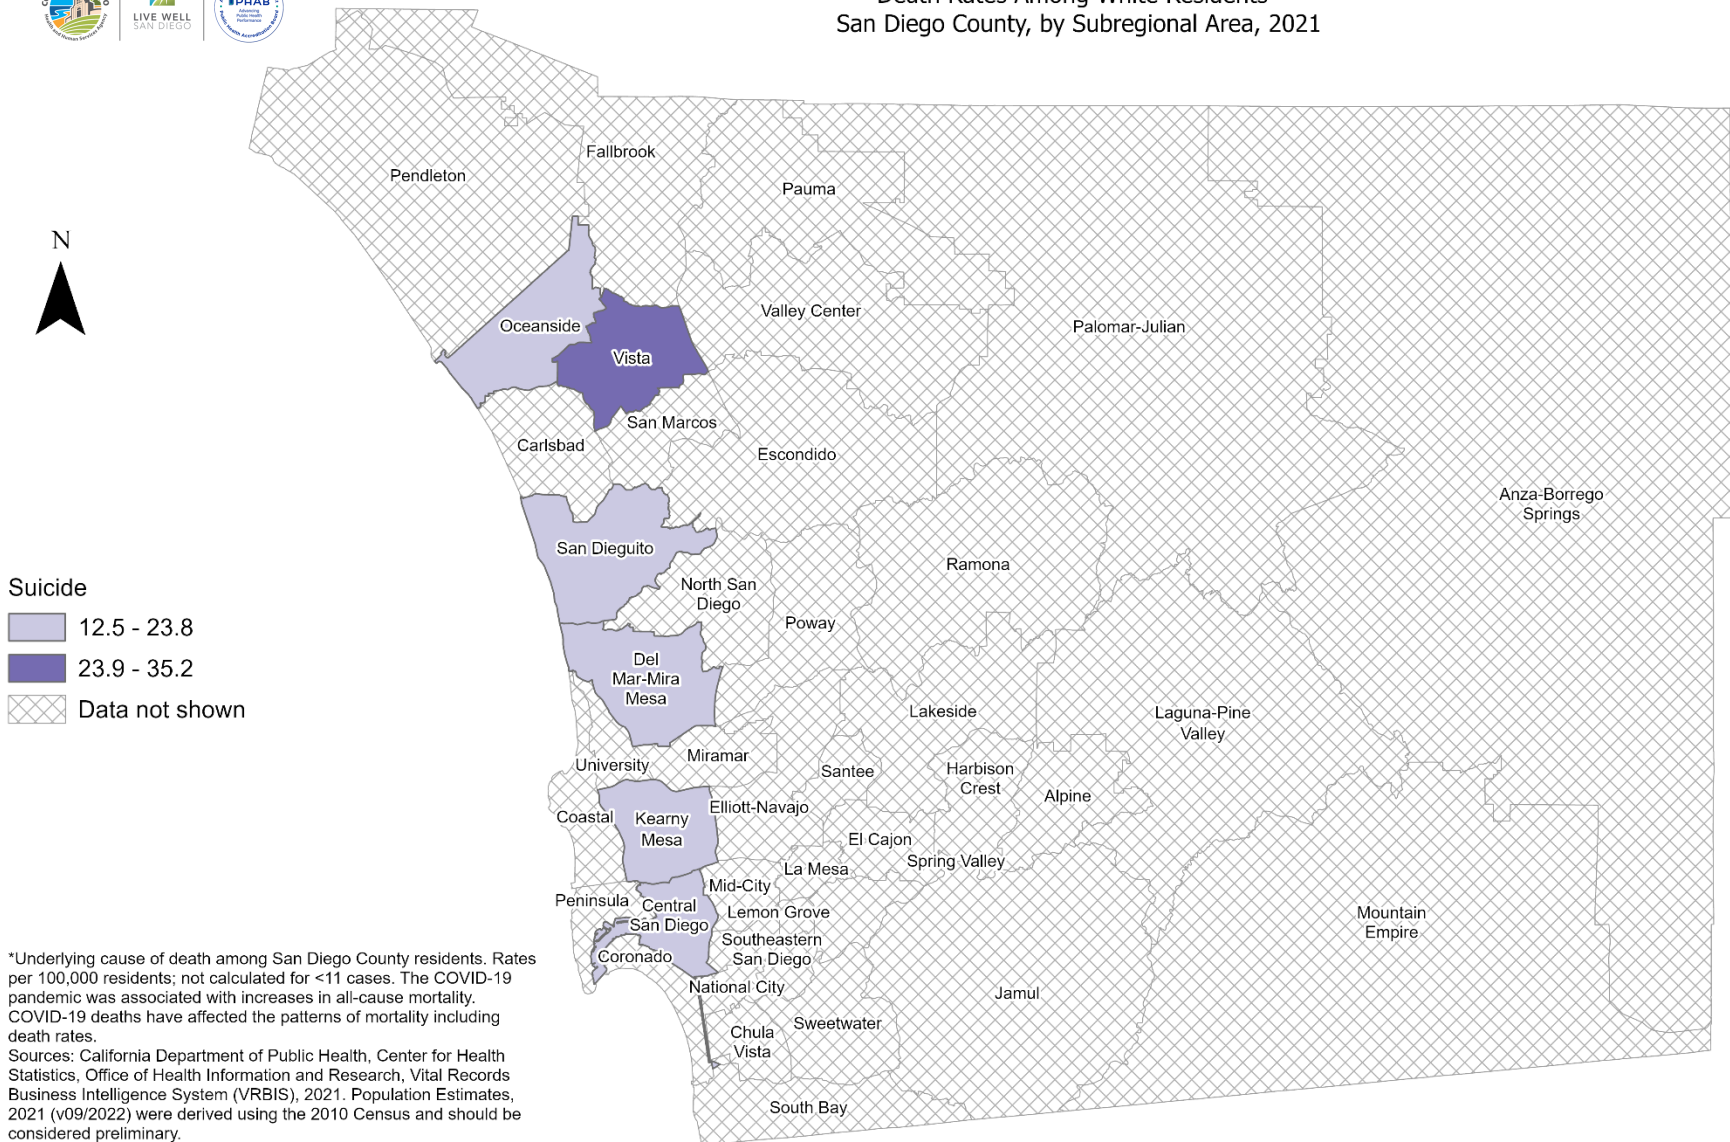 PHAB
Advancing
Public Health
Performance
LIVE WELL
SAN DIEGO
Death Rates Among White Residents
San Diego County, by Subregional Area, 2021
N
Fallbrook
Pendleton
Pauma
Valley Center
Oceanside
Palomar-Julian
Vista
San Marcos
Carlsbad
Escondido
Anza-Borrego
Springs
San Dieguito
Ramona
North San
Diego
Poway
Del
Mar-Mira
Mesa
Lakeside
Laguna-Pine
Valley
Miramar
University
Santee
Harbison
Crest
Alpine
Elliott-Navajo
Coastal
Kearny
Mesa
El Cajon
Spring Valley
La Mesa
Mid-City
Peninsula
Central
San Diego
Lemon Grove
Mountain
Empire
Southeastern
San Diego
Coronado
National City
Jamul
Sweetwater
Chula
Vista
South Bay
Suicide
12.5 - 23.8
23.9 - 35.2
Data not shown
*Underlying cause of death among San Diego County residents. Rates
per 100,000 residents; not calculated for <11 cases. The COVID-19
pandemic was associated with increases in all-cause mortality.
COVID-19 deaths have affected the patterns of mortality including
death rates.
Sources: California Department of Public Health, Center for Health
Statistics, Office of Health Information and Research, Vital Records
Business Intelligence System (VRBIS), 2021. Population Estimates,
2021 (v09/2022) were derived using the 2010 Census and should be
considered preliminary.